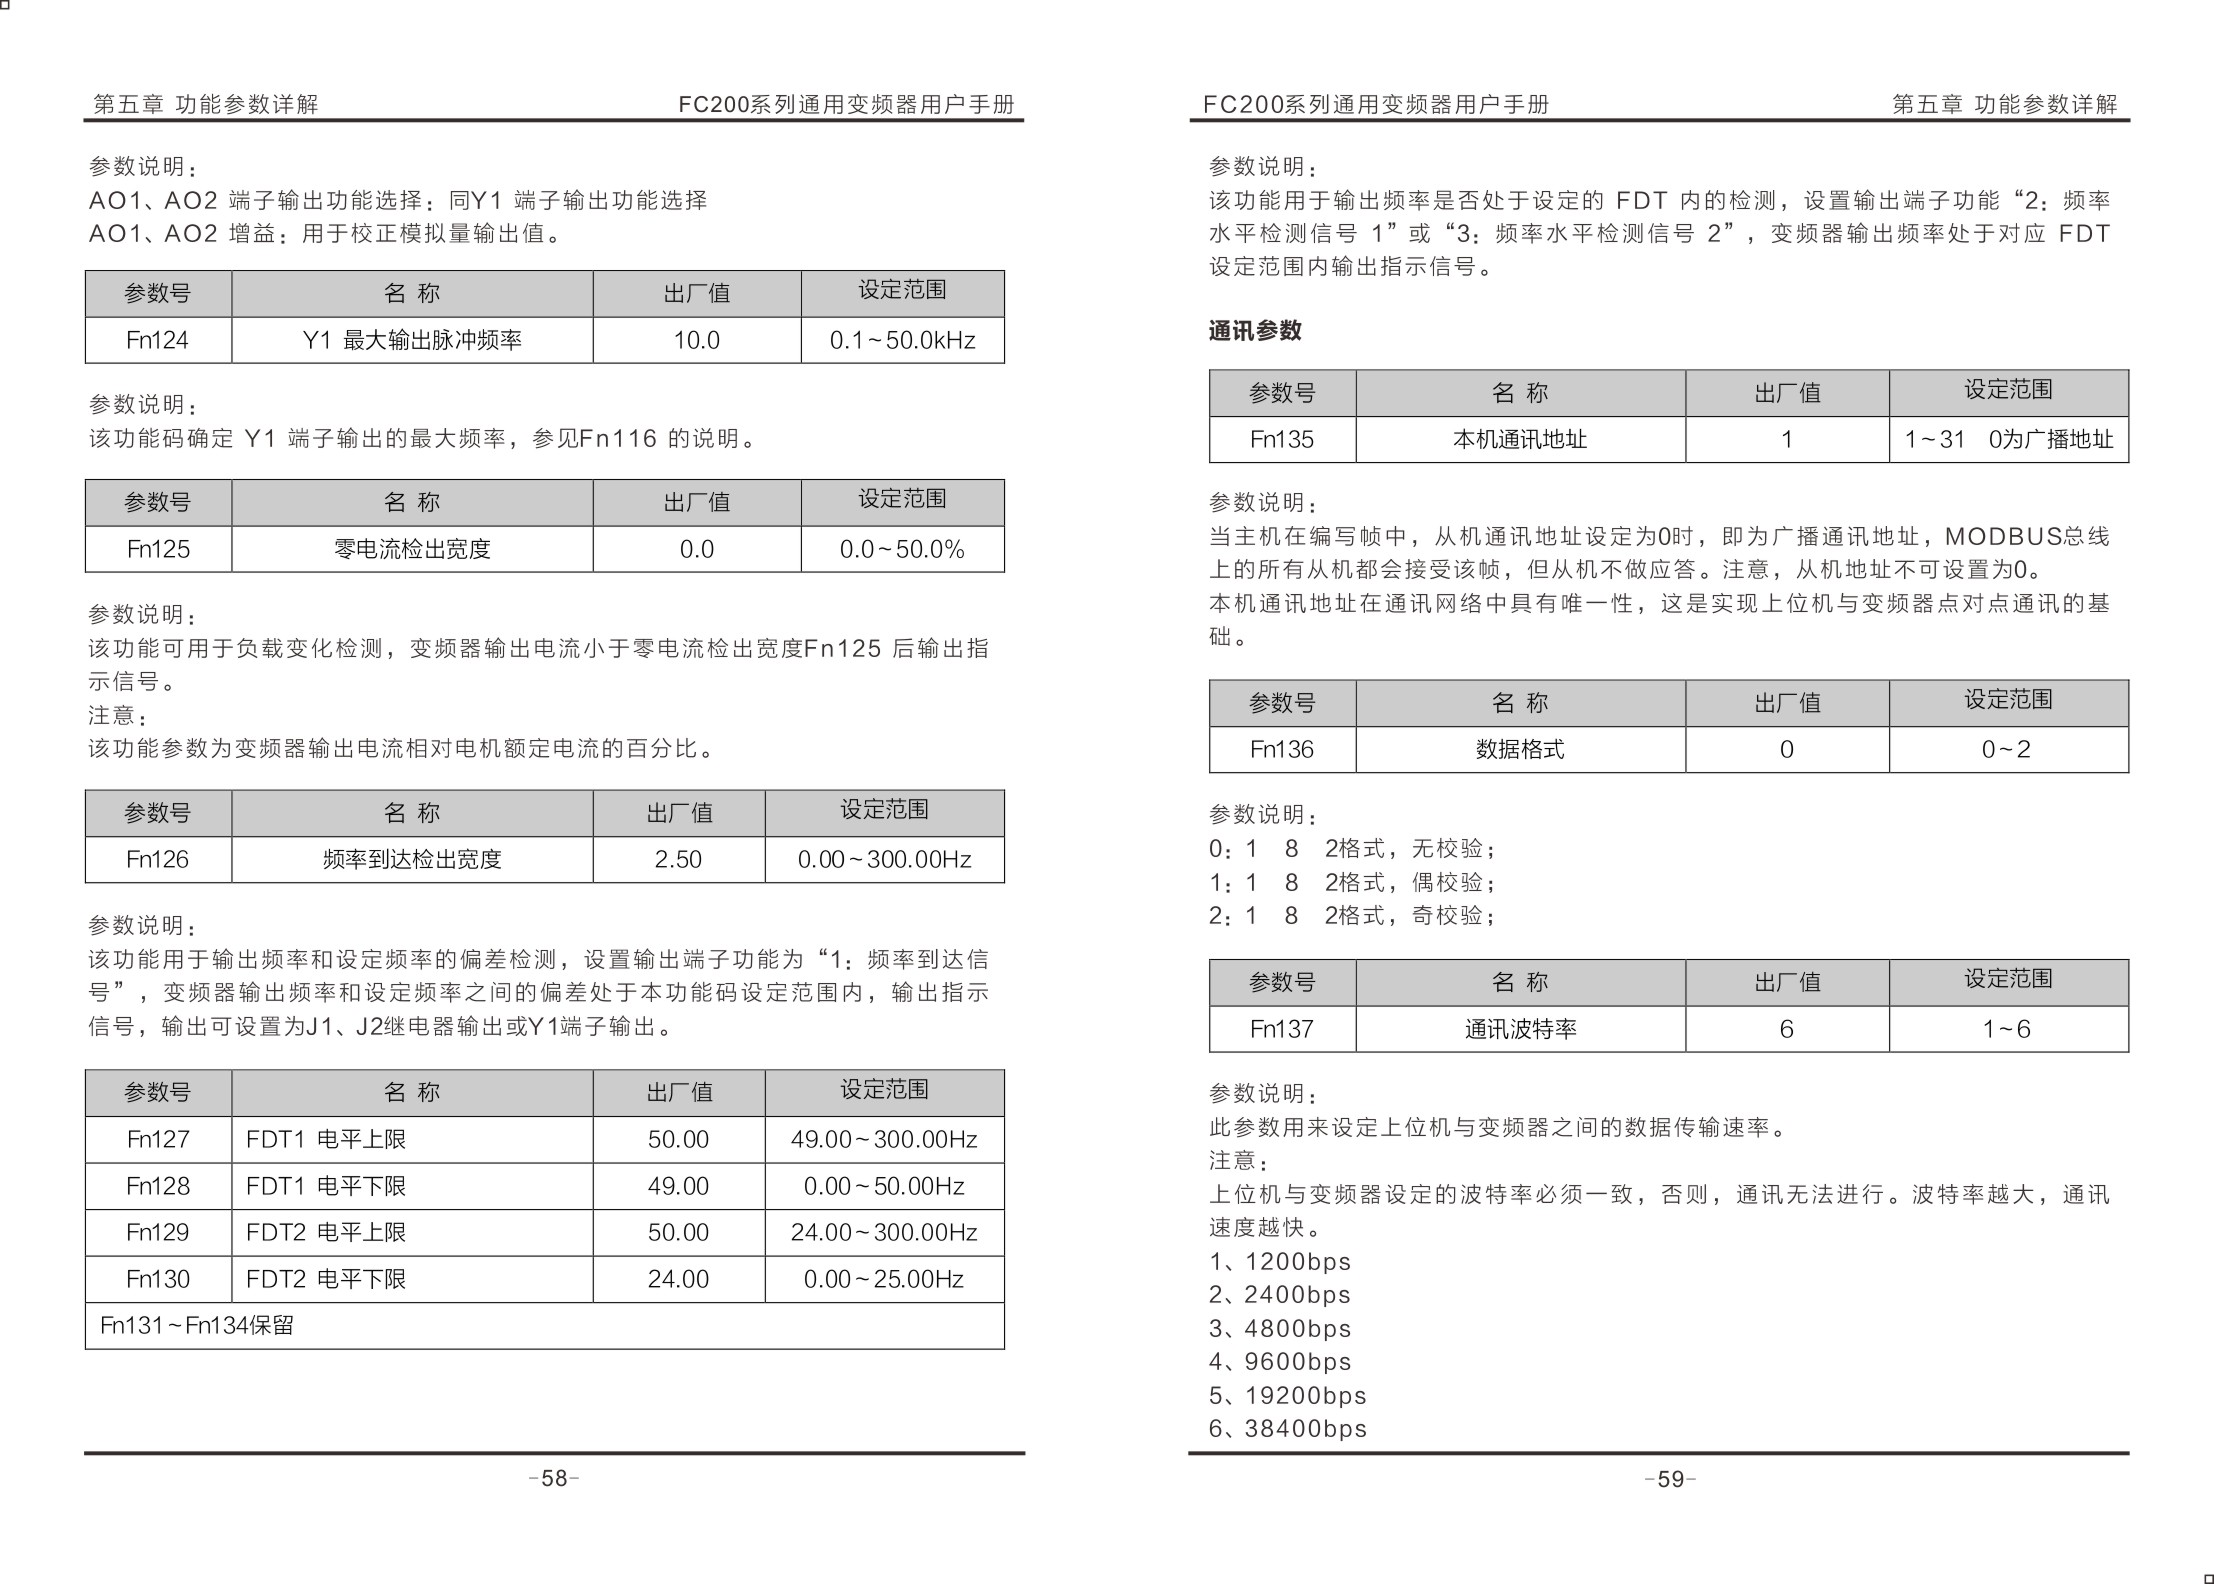 第五章 功能参数详解 FC200系列通用变频器用户手册
参数说明：
AO1、AO2 端子输出功能选择：同Y1 端子输出功能选择
AO1、AO2 增益：用于校正模拟量输出值。
参数号 名 称 出厂值 设定范围
Fn124 Y1 最大输出脉冲频率 10.0 0.1~50.0kHz
参数说明：
该功能码确定 Y1 端子输出的最大频率，参见Fn116 的说明。
参数号 名 称 出厂值 设定范围
Fn125 零电流检出宽度 0.0 0.0~50.0%
参数说明：
该功能可用于负载变化检测，变频器输出电流小于零电流检出宽度Fn125 后输出指
示信号。
注意：
该功能参数为变频器输出电流相对电机额定电流的百分比。
参数号 名 称 出厂值 设定范围
Fn126 频率到达检出宽度 2.50 0.00~300.00Hz
参数说明：
该功能用于输出频率和设定频率的偏差检测，设置输出端子功能为“1：频率到达信
号”，变频器输出频率和设定频率之间的偏差处于本功能码设定范围内，输出指示
信号，输出可设置为J1、J2继电器输出或Y1端子输出。
参数号 名 称 出厂值 设定范围
Fn127 FDT1 电平上限 50.00 49.00~300.00Hz
Fn128 FDT1 电平下限 49.00 0.00~50.00Hz
Fn129 FDT2 电平上限 50.00 24.00~300.00Hz
Fn130 FDT2 电平下限 24.00 0.00~25.00Hz
Fn131~Fn134保留
-58-
FC200系列通用变频器用户手册 第五章 功能参数详解
参数说明：
该功能用于输出频率是否处于设定的 FDT 内的检测，设置输出端子功能“2：频率
水平检测信号 1”或“3：频率水平检测信号 2”，变频器输出频率处于对应 FDT
设定范围内输出指示信号。
通讯参数
参数号 名 称 出厂值 设定范围
Fn135 本机通讯地址 1 1~31 0为广播地址
参数说明：
当主机在编写帧中，从机通讯地址设定为0时，即为广播通讯地址，MODBUS总线
上的所有从机都会接受该帧，但从机不做应答。注意，从机地址不可设置为0。
本机通讯地址在通讯网络中具有唯一性，这是实现上位机与变频器点对点通讯的基
础。
参数号 名 称 出厂值 设定范围
Fn136 数据格式 0 0~2
参数说明：
0：1 8 2格式，无校验；
1：1 8 2格式，偶校验；
2：1 8 2格式，奇校验；
参数号 名 称 出厂值 设定范围
Fn137 通讯波特率 6 1~6
参数说明：
此参数用来设定上位机与变频器之间的数据传输速率。
注意：
上位机与变频器设定的波特率必须一致，否则，通讯无法进行。波特率越大，通讯
速度越快。
1、1200bps
2、2400bps
3、4800bps
4、9600bps
5、19200bps
6、38400bps
-59-